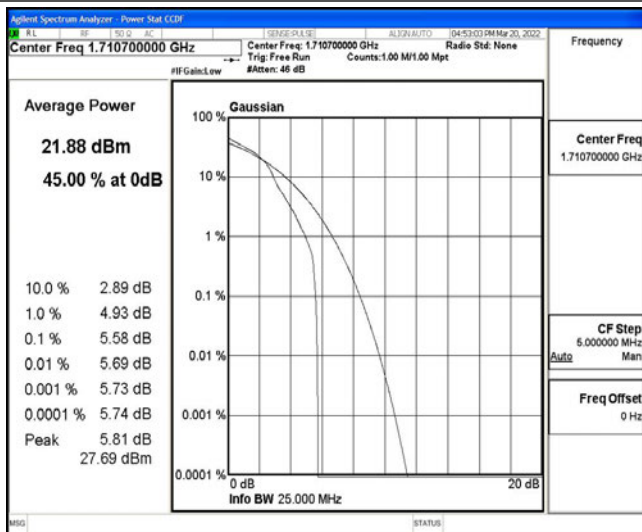 Agilent Spectrum Analyzer - Power Stat CCDF
RL RF 50 Ω AC SENSE:PULSE ALIGN AUTO 04:53:03 PM Mar 20, 2022
Center Freq 1.710700000 GHz
Center Freq: 1.710700000 GHz Radio Std: None
Trig: Free Run Counts:1.00 M/1.00 Mpt
#IFGain:Low #Atten: 46 dB
Frequency
Average Power
21.88 dBm
45.00 % at 0dB
10.0 % 2.89 dB
1.0 % 4.93 dB
0.1 % 5.58 dB
0.01 % 5.69 dB
0.001 % 5.73 dB
0.0001 % 5.74 dB
Peak 5.81 dB
27.69 dBm
Gaussian
100 %
10 %
1 %
0.1 %
0.01 %
0.001 %
0.0001 %
0 dB 20 dB
Info BW 25.000 MHz
Center Freq
1.710700000 GHz
CF Step
5.000000 MHz
Auto Man
Freq Offset
0 Hz
MSG STATUS